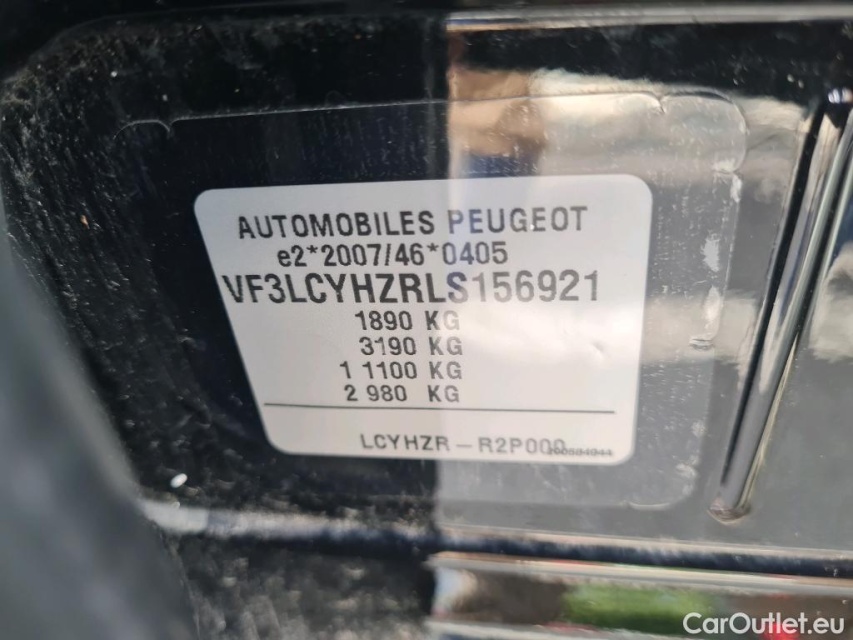 AUTOMOBILES PEUGEOT
e2*2007/46*0405
VF3LCYHZRLS156921
1890 KG
3190 KG
1 1100 KG
2 980 KG
LCYHZR – R2P000
CarOutlet.eu